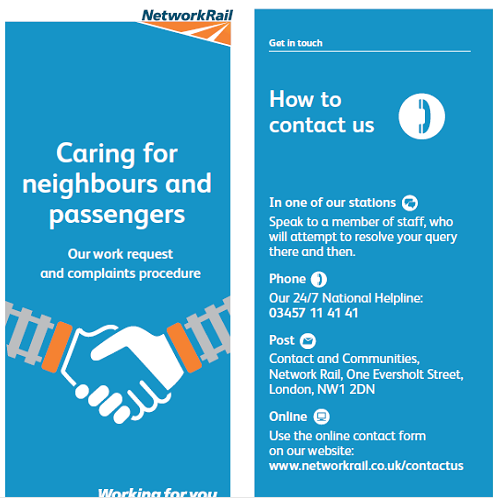 NetworkRail
Caring for
neighbours and
passengers
Our work request
and complaints procedure
Working for you
Get in touch
How to
contact us
In one of our stations
Speak to a member of staff, who
will attempt to resolve your query
there and then.
Phone
Our 24/7 National Helpline:
03457 11 41 41
Post
Contact and Communities,
Network Rail, One Eversholt Street,
London, NW1 2DN
Online
Use the online contact form
on our website:
www.networkrail.co.uk/contactus